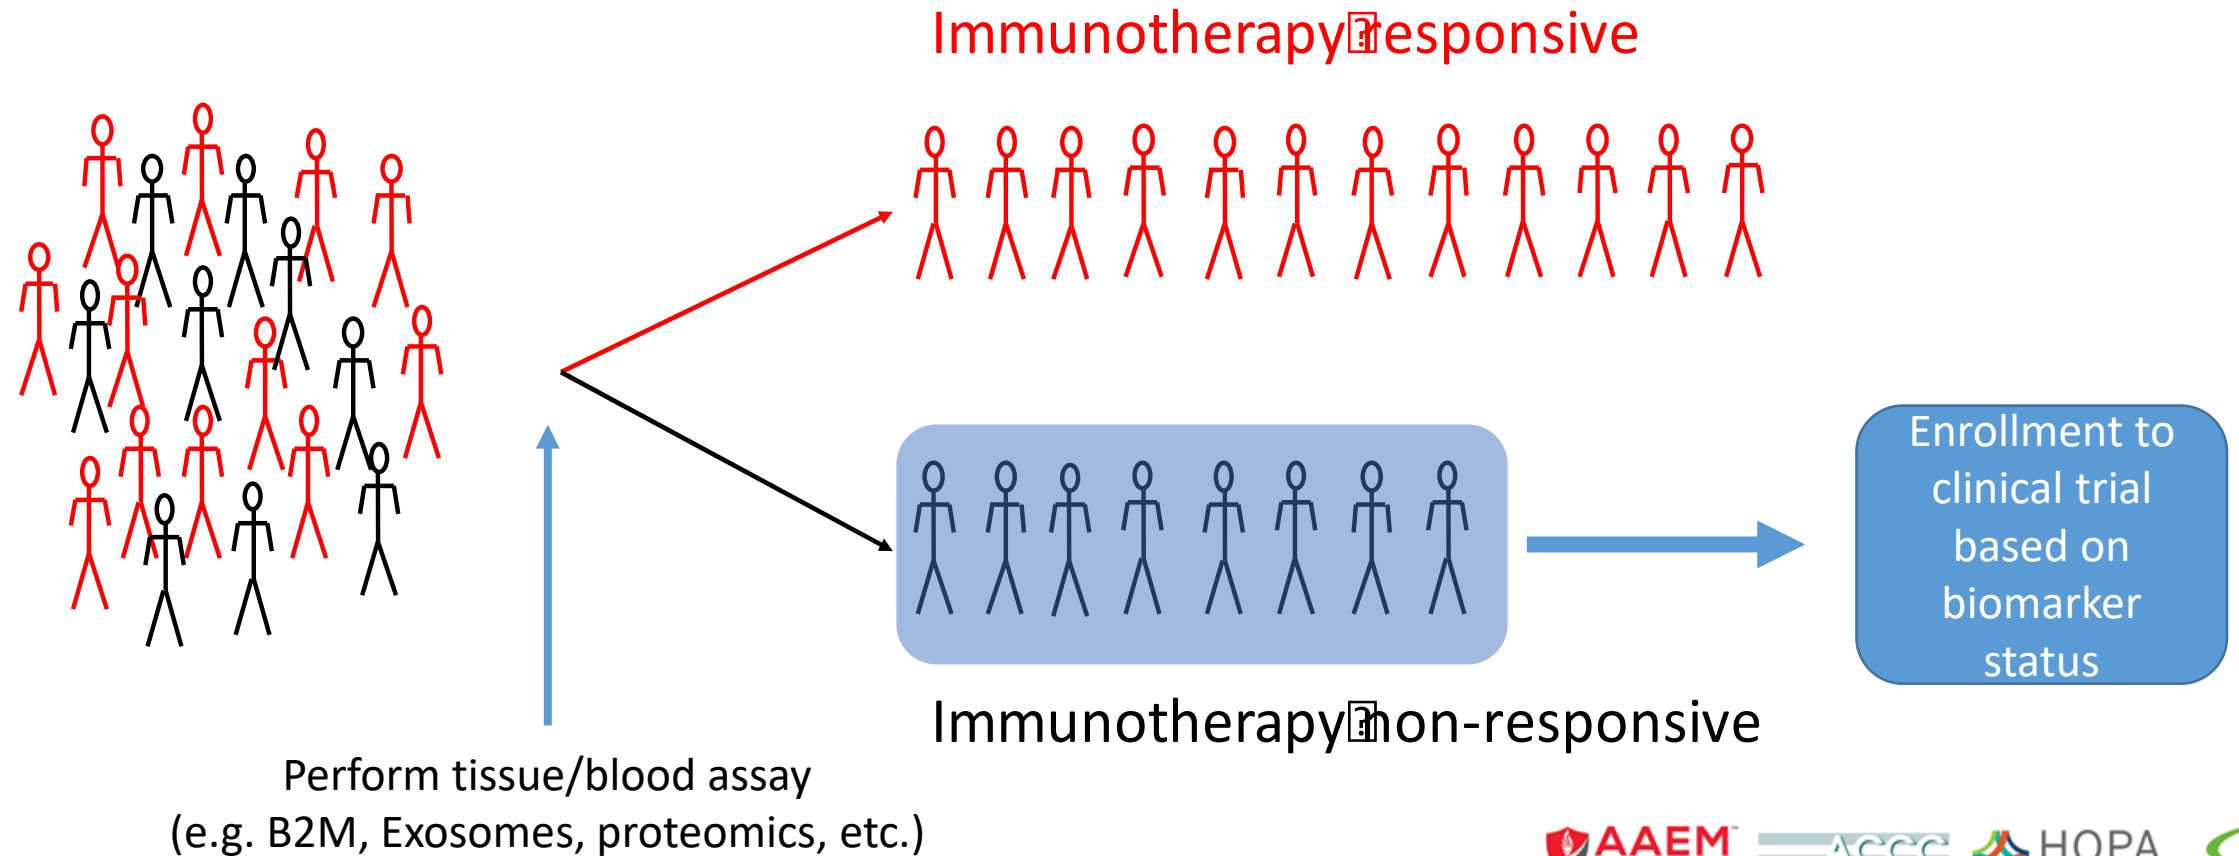 Immunotherapy responsive
Enrollment to
clinical trial
based on
biomarker
status
Immunotherapy non-responsive
Perform tissue/blood assay
(e.g. B2M, Exosomes, proteomics, etc.)
AAEM
ACCC
HOPA